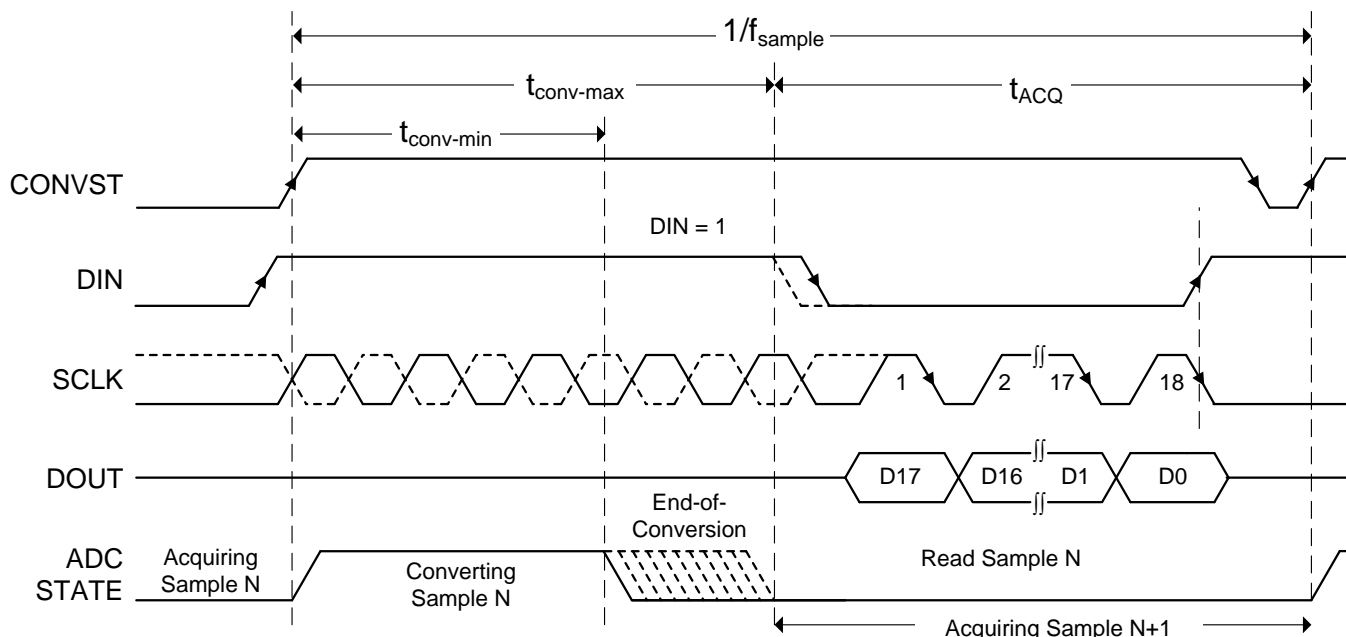 1/fsample
tconv-max
tACQ
tconv-min
CONVST
DIN = 1
DIN
SCLK
1
2
17
18
DOUT
D17
D16
D1
D0
End-of-
Conversion
ADC
STATE
Acquiring
Sample N
Converting
Sample N
Read Sample N
Acquiring Sample N+1